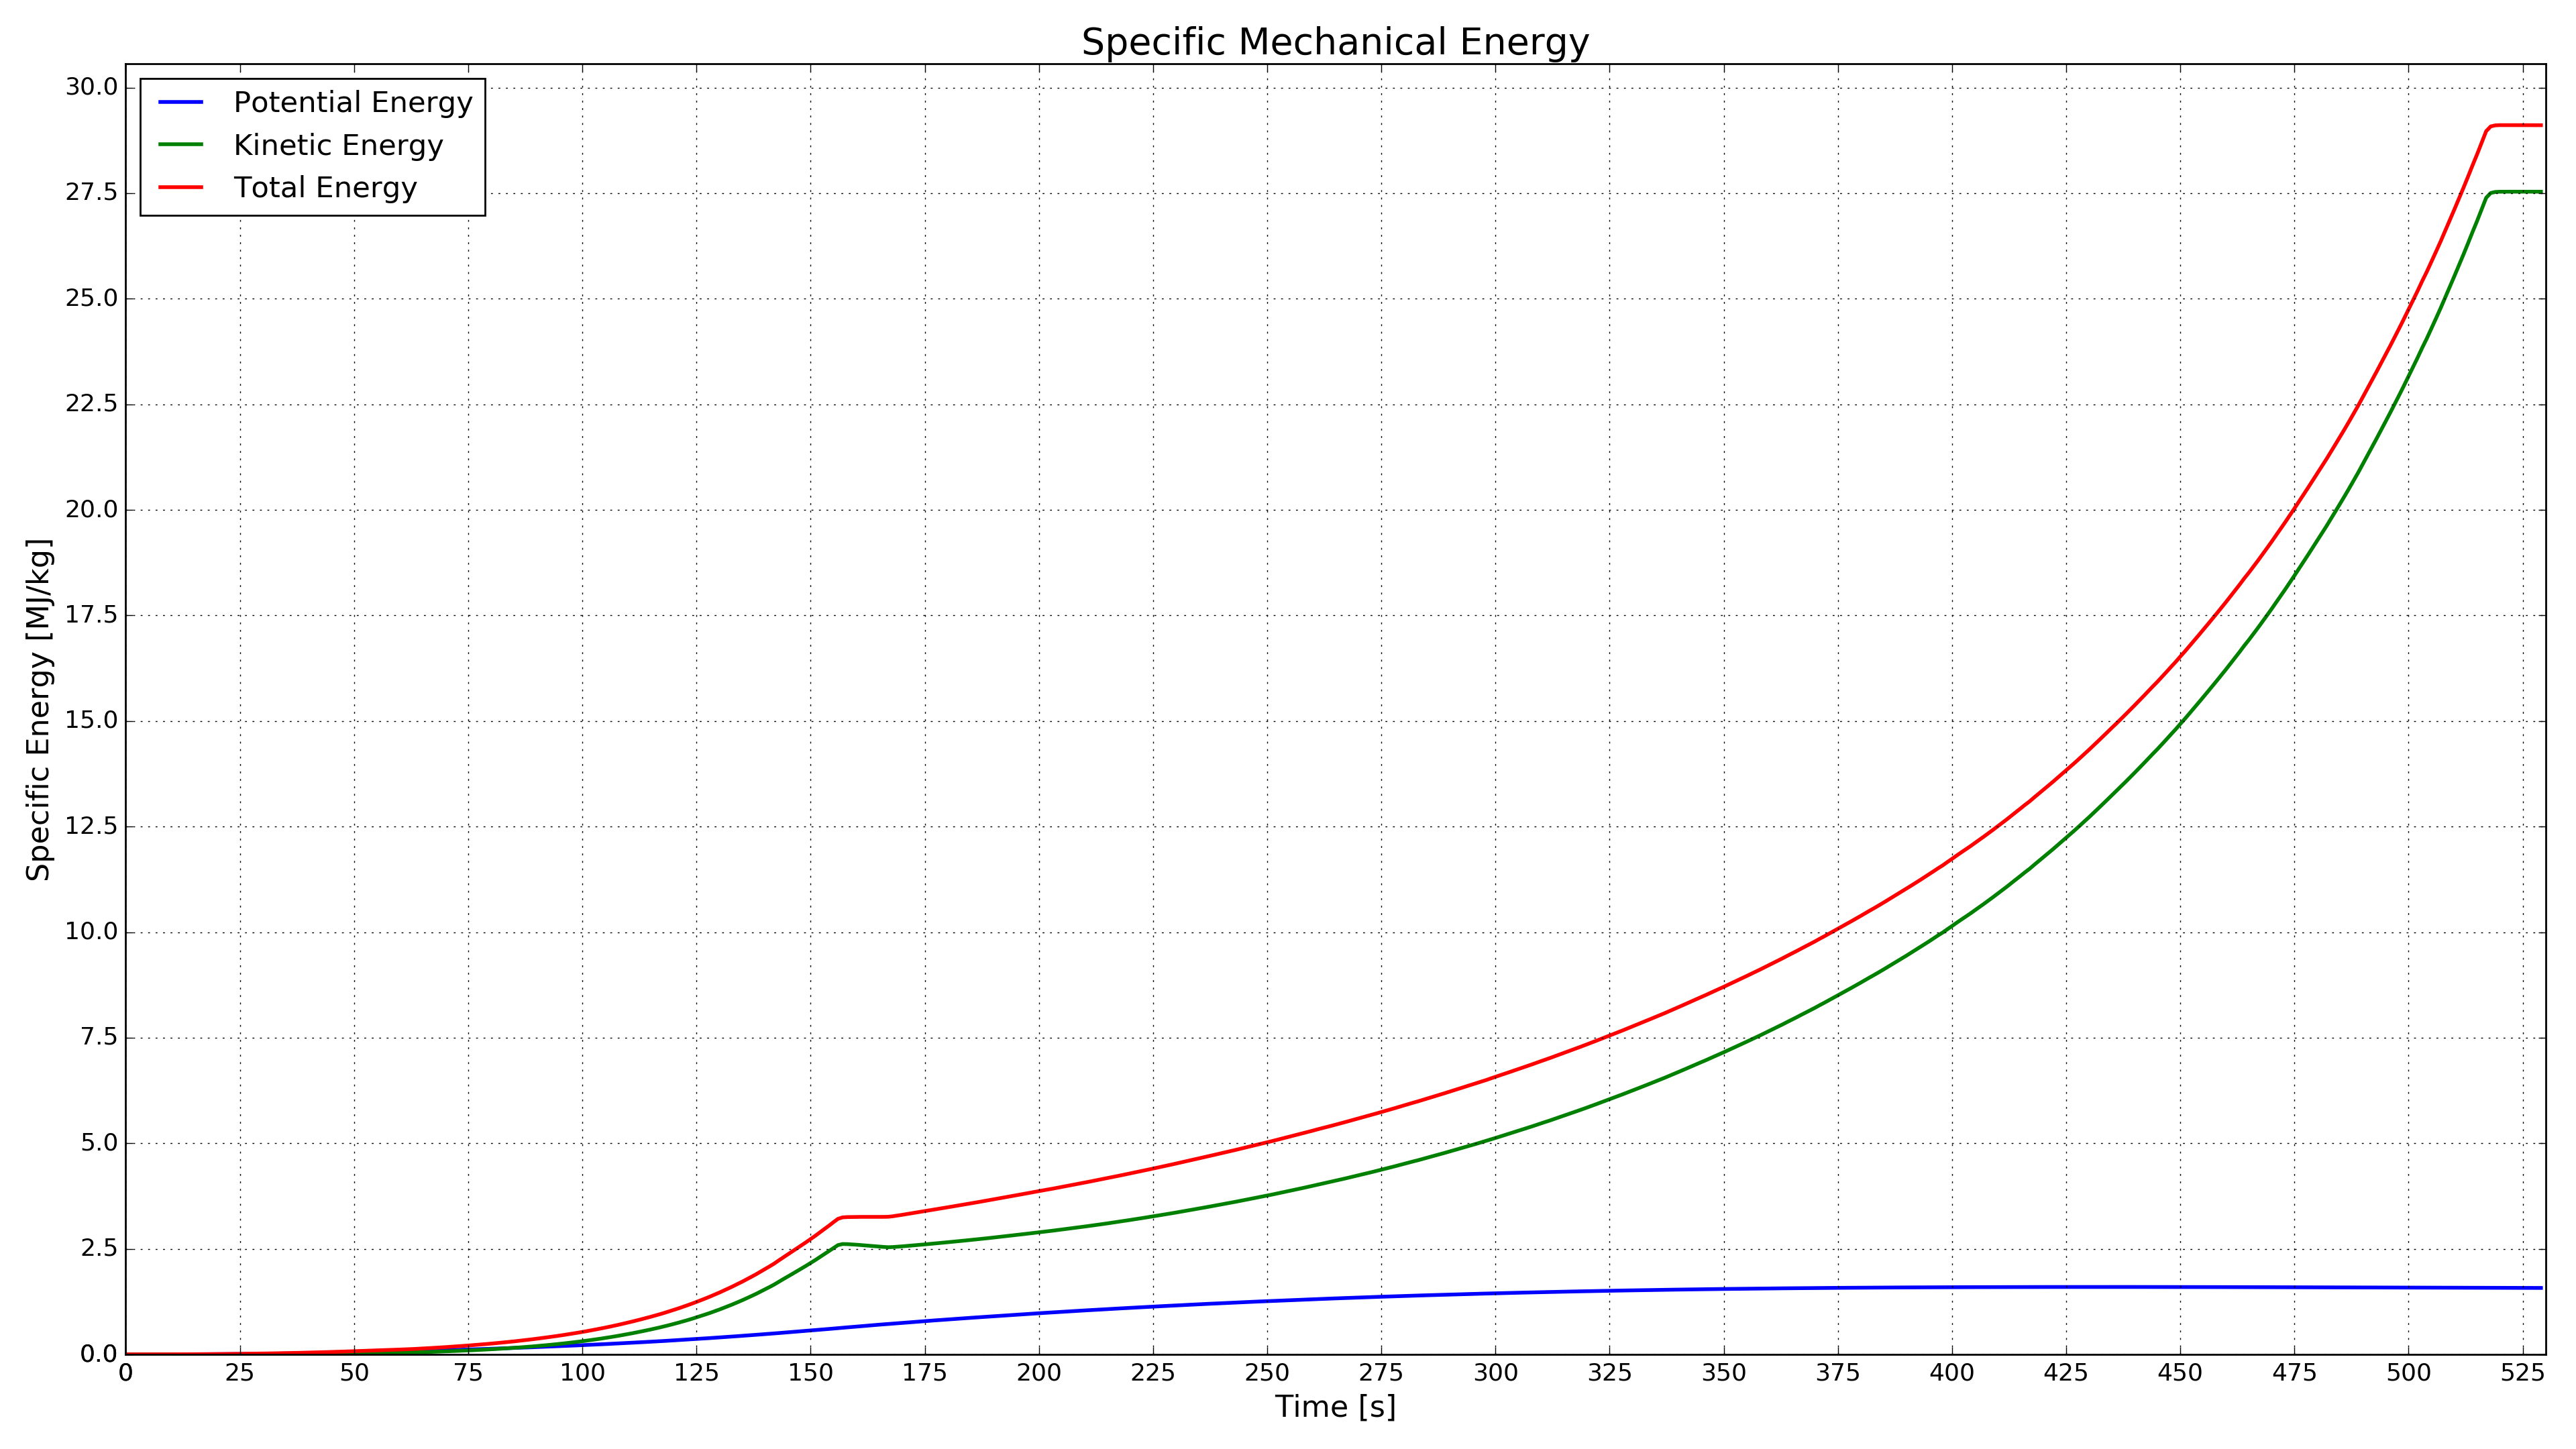 Specific Mechanical Energy
Potential Energy
Kinetic Energy
Total Energy
Specific Energy [MJ/kg]
30.0
27.5
25.0
22.5
20.0
17.5
15.0
12.5
10.0
7.5
5.0
2.5
0.0
0 25 50 75 100 125 150 175 200 225 250 275 300 325 350 375 400 425 450 475 500 525
Time [s]